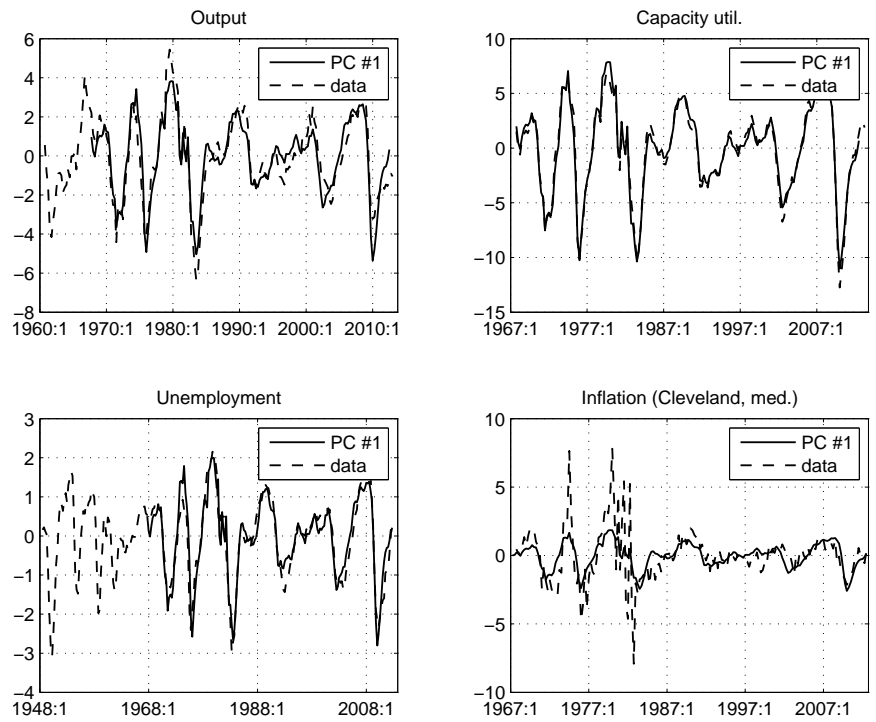 Output
PC #1
data
6
4
2
0
−2
−4
−6
−8
1960:1 1970:1 1980:1 1990:1 2000:1 2010:1
Capacity util.
PC #1
data
10
5
0
−5
−10
−15
1967:1 1977:1 1987:1 1997:1 2007:1
Unemployment
PC #1
data
3
2
1
0
−1
−2
−3
−4
1948:1 1968:1 1988:1 2008:1
Inflation (Cleveland, med.)
PC #1
data
10
5
0
−5
−10
1967:1 1977:1 1987:1 1997:1 2007:1